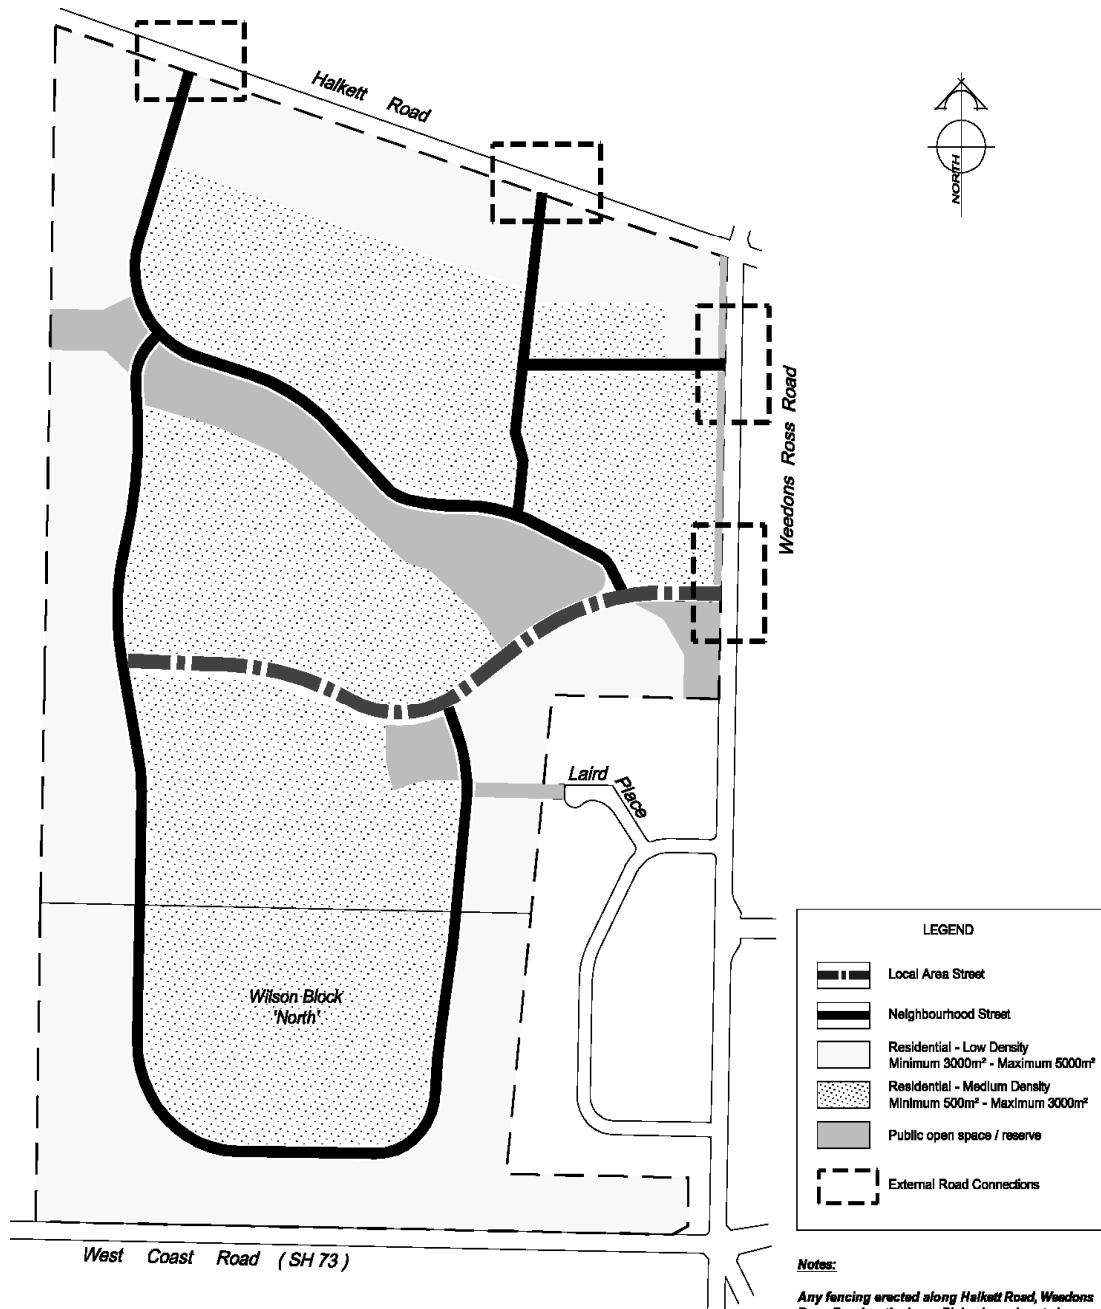 Halkett Road
NORTH
Weedons Ross Road
Laird Place
Wilson Block
'North'
West Coast Road (SH 73)
LEGEND
Local Area Street
Neighbourhood Street
Residential - Low Density
Minimum 3000m² - Maximum 5000m²
Residential - Medium Density
Minimum 500m² - Maximum 3000m²
Public open space / reserve
External Road Connections
Notes:
Any fencing erected along Halkett Road, Weedons